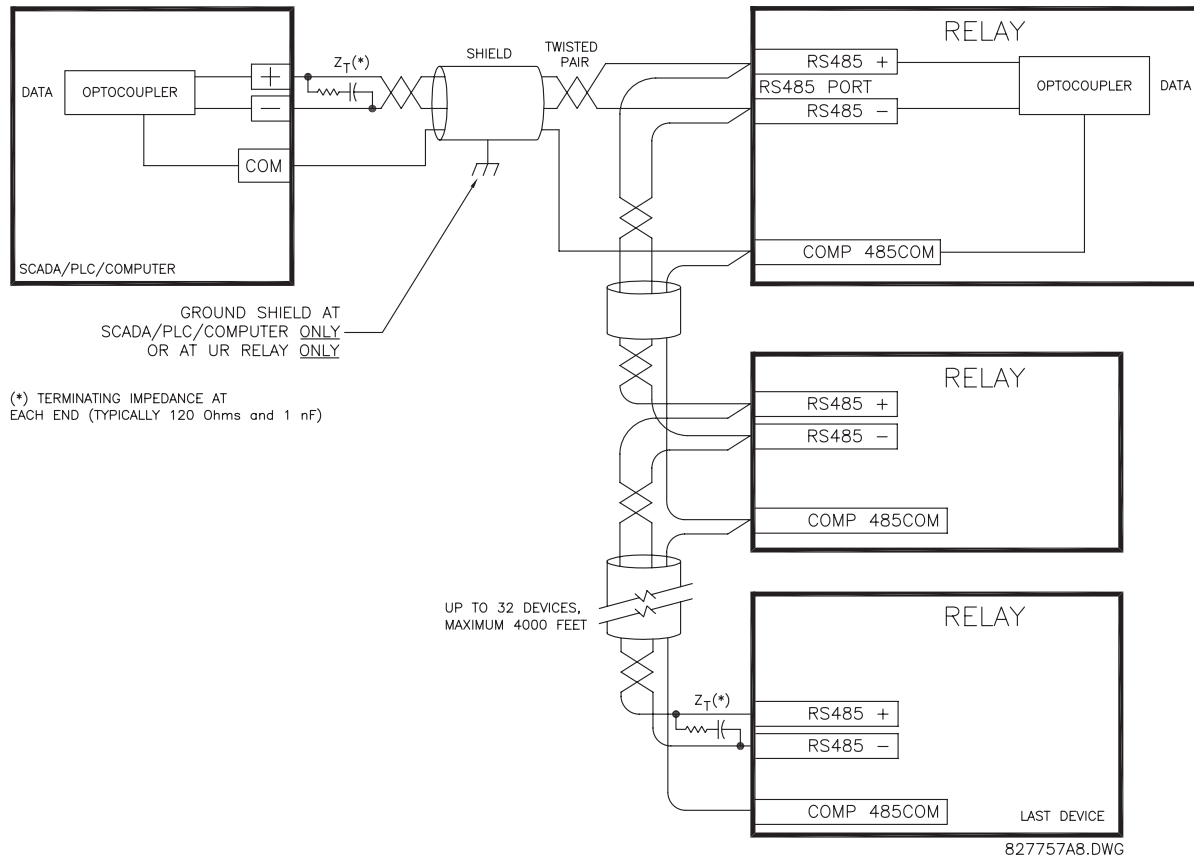 DATA
OPTOCOUPLER
+
−
COM
SCADA/PLC/COMPUTER
ZT(*)
SHIELD
TWISTED
PAIR
RELAY
RS485 +
RS485 PORT
RS485 −
OPTOCOUPLER
DATA
COMP 485COM
GROUND SHIELD AT
SCADA/PLC/COMPUTER ONLY
OR AT UR RELAY ONLY
(*) TERMINATING IMPEDANCE AT
EACH END (TYPICALLY 120 Ohms and 1 nF)
RELAY
RS485 +
RS485 −
COMP 485COM
UP TO 32 DEVICES,
MAXIMUM 4000 FEET
ZT(*)
RELAY
RS485 +
RS485 −
COMP 485COM
LAST DEVICE
827757A8.DWG